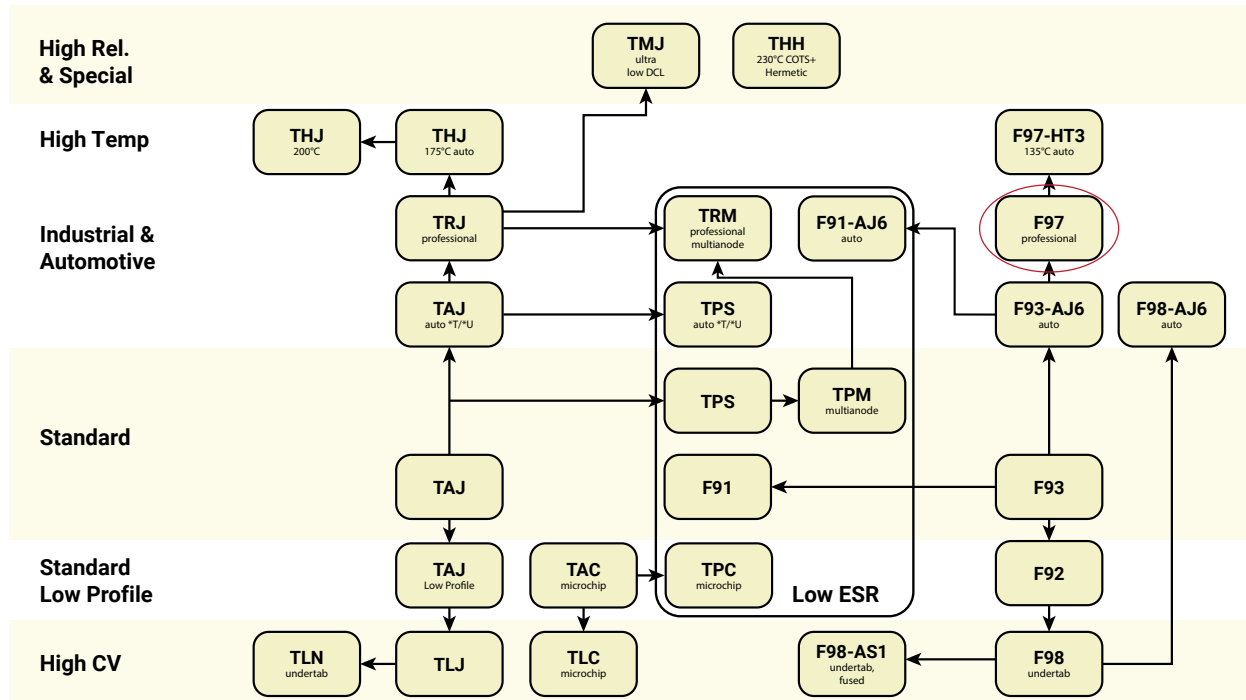 High Rel.
& Special
TMJ
ultra
low DCL
THH
230°C COTS+
Hermetic
High Temp
THJ
200°C
THJ
175°C auto
F97-HT3
135°C auto
Industrial &
Automotive
TRJ
professional
TRM
professional
multianode
F91-AJ6
auto
F97
professional
TAJ
auto *T/*U
TPS
auto *T/*U
F93-AJ6
auto
F98-AJ6
auto
Standard
TPS
TPM
multianode
TAJ
F91
F93
Standard
Low Profile
TAJ
Low Profile
TAC
microchip
TPC
microchip
Low ESR
F92
High CV
TLN
undertab
TLJ
TLC
microchip
F98-AS1
undertab,
fused
F98
undertab